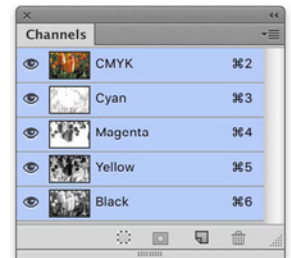 Channels
CMYK ⌘2
Cyan ⌘3
Magenta ⌘4
Yellow ⌘5
Black ⌘6